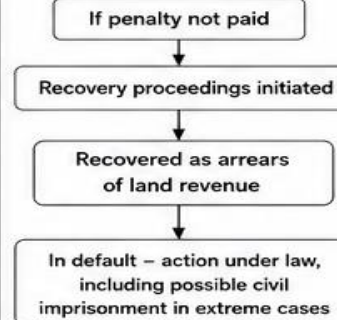 If penalty not paid
Recovery proceedings initiated
Recovered as arrears
of land revenue
In default – action under law,
including possible civil
imprisonment in extreme cases